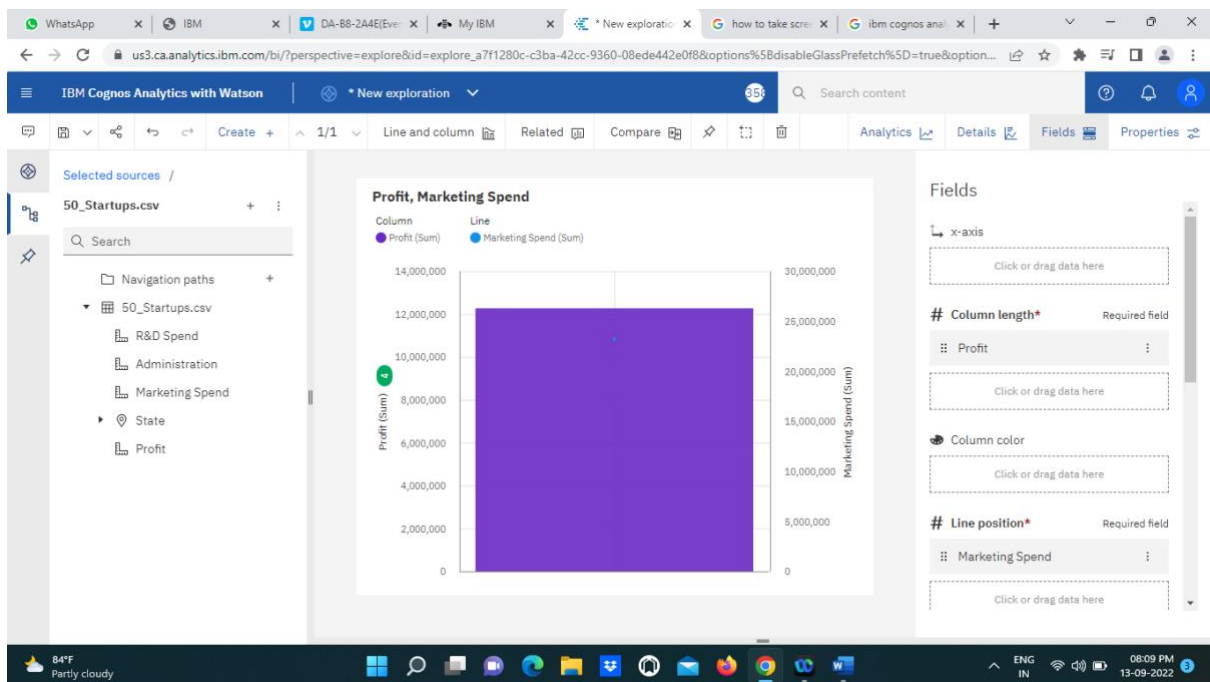 WhatsApp
IBM
DA-B8-2A4E(Ever
My IBM
* New exploratio
how to take scre
ibm cognos anal
us3.ca.analytics.ibm.com/bi/?perspective=explore&id=explore_a7f1280c-c3ba-42cc-9360-08ede442e0f8&options%5BdisableGlassPrefetch%5D=true&option...
IBM Cognos Analytics with Watson
* New exploration
358
Search content
Create +
1/1
Line and column
Related
Compare
Analytics
Details
Fields
Properties
Selected sources /
50_Startups.csv
Search
Navigation paths
50_Startups.csv
R&D Spend
Administration
Marketing Spend
State
Profit
Profit, Marketing Spend
Column
Line
Profit (Sum)
Marketing Spend (Sum)
14,000,000
12,000,000
10,000,000
8,000,000
6,000,000
4,000,000
2,000,000
0
Profit (Sum)
4
30,000,000
25,000,000
20,000,000
15,000,000
10,000,000
5,000,000
0
Marketing Spend (Sum)
Fields
x-axis
Click or drag data here
# Column length*
Required field
Profit
Click or drag data here
Column color
Click or drag data here
# Line position*
Required field
Marketing Spend
Click or drag data here
84°F
Partly cloudy
ENG
IN
08:09 PM
13-09-2022
3